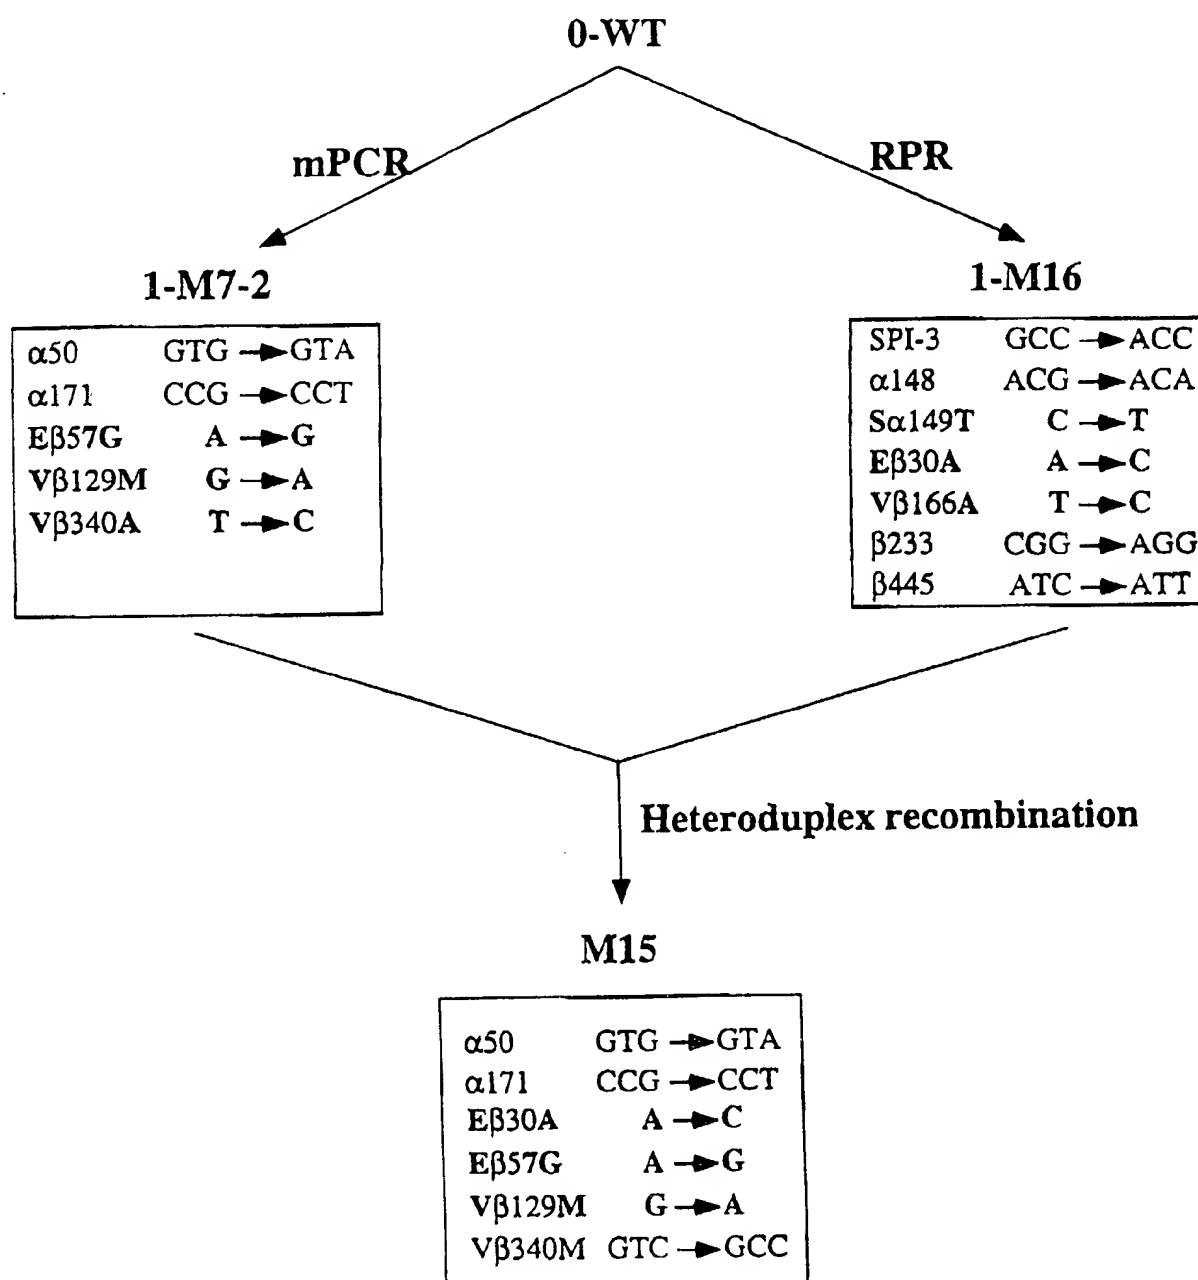 0-WT
mPCR
RPR
1-M7-2
α50 GTG → GTA
α171 CCG → CCT
Eβ57G A → G
Vβ129M G → A
Vβ340A T → C
1-M16
SPI-3 GCC → ACC
α148 ACG → ACA
Sα149T C → T
Eβ30A A → C
Vβ166A T → C
β233 CGG → AGG
β445 ATC → ATT
Heteroduplex recombination
M15
α50 GTG → GTA
α171 CCG → CCT
Eβ30A A → C
Eβ57G A → G
Vβ129M G → A
Vβ340M GTC → GCC